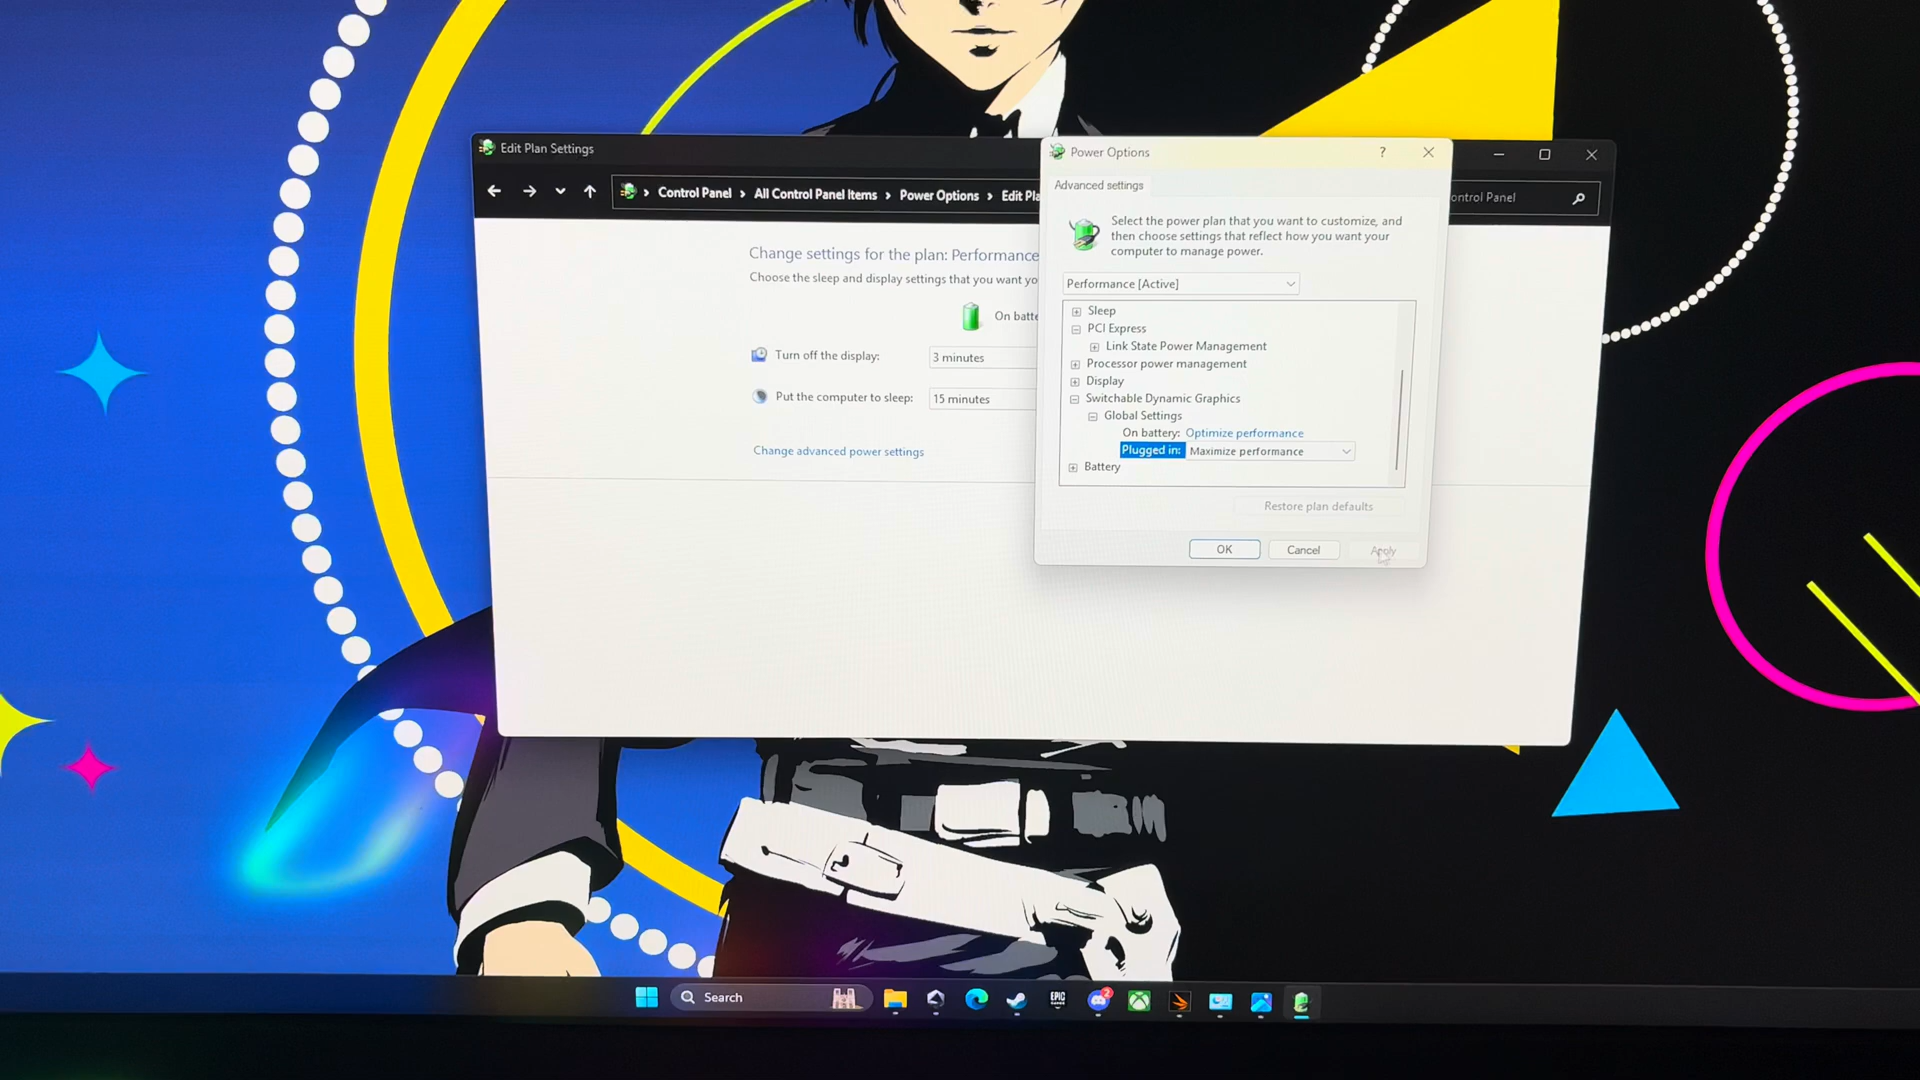 Edit Plan Settings
Control Panel > All Control Panel Items > Power Options > Edit Pla
ontrol Panel
Change settings for the plan: Performance
Choose the sleep and display settings that you want yo
On batte
Turn off the display: 3 minutes
Put the computer to sleep: 15 minutes
Change advanced power settings
Power Options
?
Advanced settings
Select the power plan that you want to customize, and
then choose settings that reflect how you want your
computer to manage power.
Performance [Active]
Sleep
PCI Express
Link State Power Management
Processor power management
Display
Switchable Dynamic Graphics
Global Settings
On battery: Optimize performance
Plugged in: Maximize performance
Battery
Restore plan defaults
OK Cancel Apply
Search
EPIC
GAMES
2